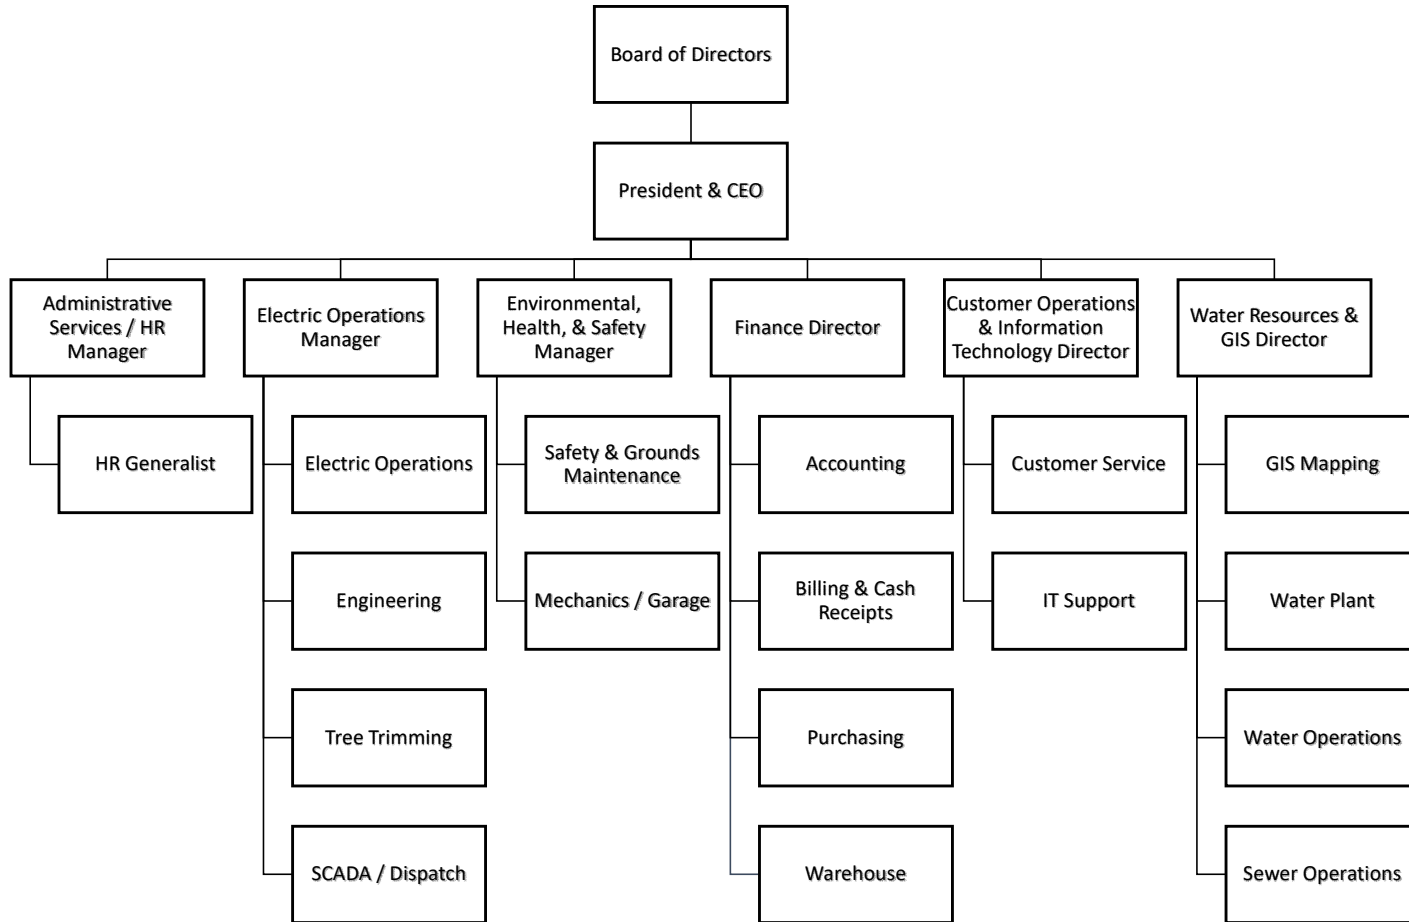 Board of Directors
President & CEO
Administrative
Services / HR
Manager
Electric Operations
Manager
Environmental,
Health, & Safety
Manager
Finance Director
Customer Operations
& Information
Technology Director
Water Resources &
GIS Director
HR Generalist
Electric Operations
Safety & Grounds
Maintenance
Accounting
Customer Service
GIS Mapping
Engineering
Mechanics / Garage
Billing & Cash
Receipts
IT Support
Water Plant
Tree Trimming
Purchasing
Water Operations
SCADA / Dispatch
Warehouse
Sewer Operations